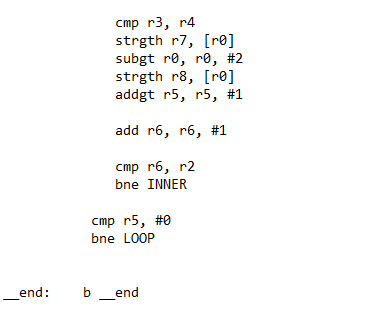 cmp r3, r4
strgth r7, [r0]
subgt r0, r0, #2
strgth r8, [r0]
addgt r5, r5, #1
add r6, r6, #1
cmp r6, r2
bne INNER
cmp r5, #0
bne LOOP
__end: b __end